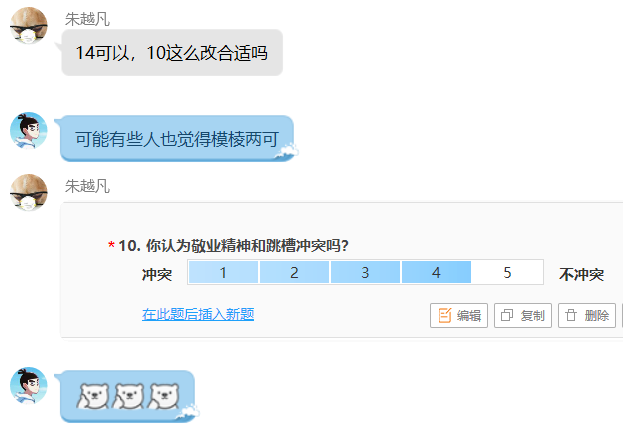 朱越凡
14可以，10这么改合适吗
可能有些人也觉得模棱两可
朱越凡
*10. 你认为敬业精神和跳槽冲突吗?
冲突 1 2 3 4 5 不冲突
在此题后插入新题 编辑 复制 删除